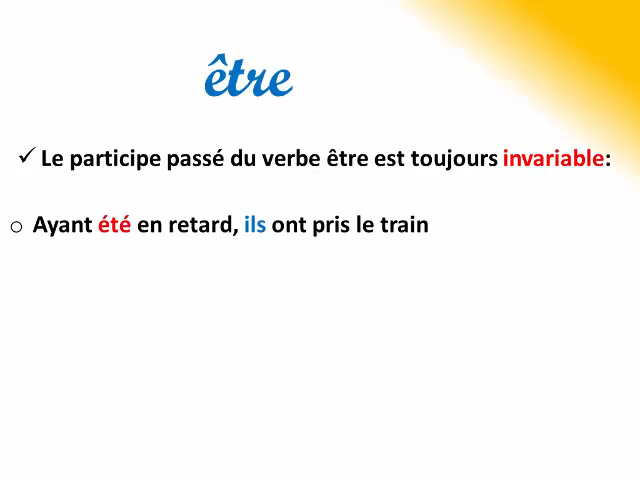 être
✓ Le participe passé du verbe être est toujours invariable:
o Ayant été en retard, ils ont pris le train